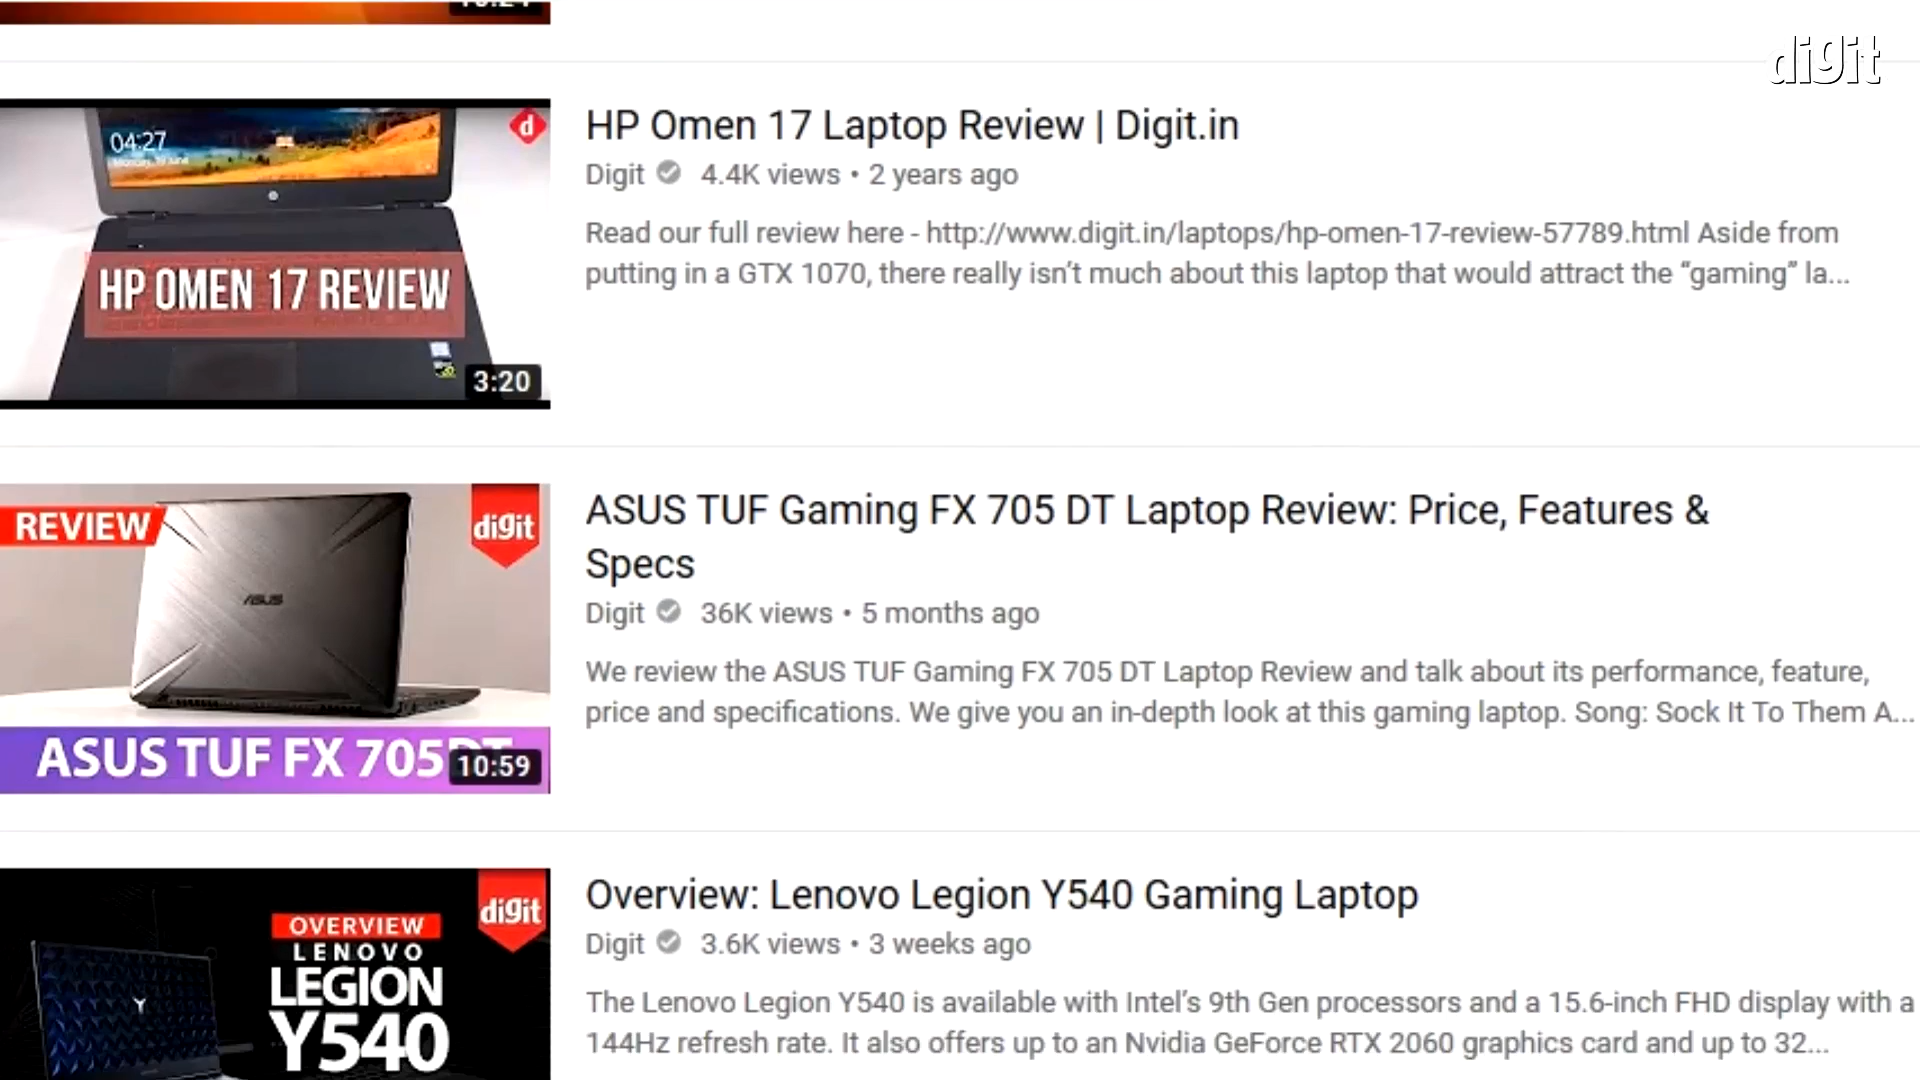 digit
HP Omen 17 Laptop Review | Digit.in
Digit 4.4K views • 2 years ago
Read our full review here - http://www.digit.in/laptops/hp-omen-17-review-57789.html Aside from
putting in a GTX 1070, there really isn’t much about this laptop that would attract the “gaming” la...
d
04:27
HP OMEN 17 REVIEW
3:20
ASUS TUF Gaming FX 705 DT Laptop Review: Price, Features &
Specs
Digit 36K views • 5 months ago
We review the ASUS TUF Gaming FX 705 DT Laptop Review and talk about its performance, feature,
price and specifications. We give you an in-depth look at this gaming laptop. Song: Sock It To Them A...
REVIEW
digit
ASUS
ASUS TUF FX 705DT
10:59
Overview: Lenovo Legion Y540 Gaming Laptop
Digit 3.6K views • 3 weeks ago
The Lenovo Legion Y540 is available with Intel’s 9th Gen processors and a 15.6-inch FHD display with a
144Hz refresh rate. It also offers up to an Nvidia GeForce RTX 2060 graphics card and up to 32...
digit
OVERVIEW
LENOVO
LEGION
Y540